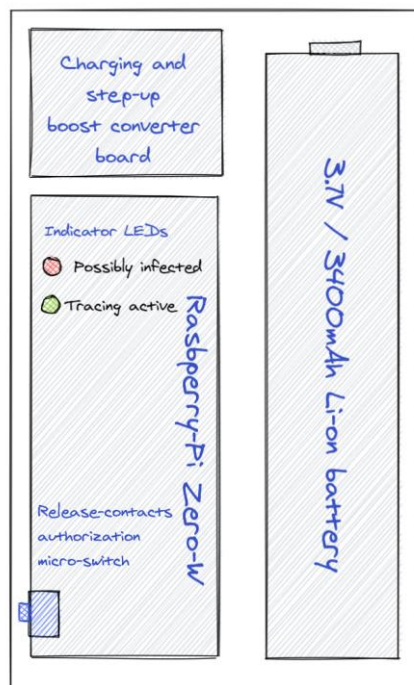 Charging and
step-up
boost converter
board
Indicator LEDs
Possibly infected
Tracing active
Rasbperry-Pi Zero-W
Release-contacts
authorization
micro-switch
3.7V / 3400mAh Li-on battery